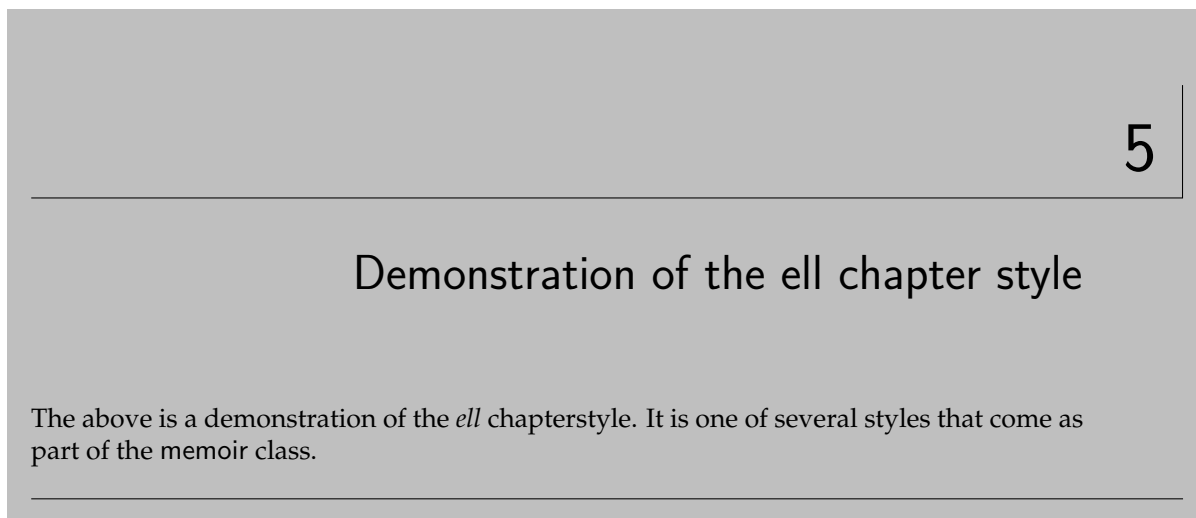 5
Demonstration of the ell chapter style
The above is a demonstration of the ell chapterstyle. It is one of several styles that come as
part of the memoir class.